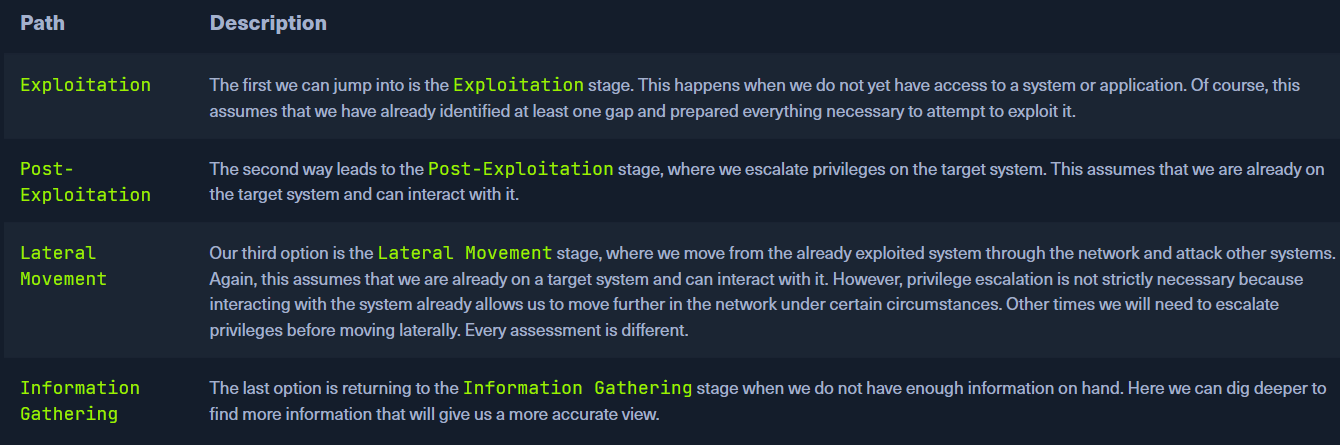 Path Description
Exploitation The first we can jump into is the Exploitation stage. This happens when we do not yet have access to a system or application. Of course, this
assumes that we have already identified at least one gap and prepared everything necessary to attempt to exploit it.
Post- The second way leads to the Post-Exploitation stage, where we escalate privileges on the target system. This assumes that we are already on
Exploitation the target system and can interact with it.
Lateral Our third option is the Lateral Movement stage, where we move from the already exploited system through the network and attack other systems.
Movement Again, this assumes that we are already on a target system and can interact with it. However, privilege escalation is not strictly necessary because
interacting with the system already allows us to move further in the network under certain circumstances. Other times we will need to escalate
privileges before moving laterally. Every assessment is different.
Information The last option is returning to the Information Gathering stage when we do not have enough information on hand. Here we can dig deeper to
Gathering find more information that will give us a more accurate view.